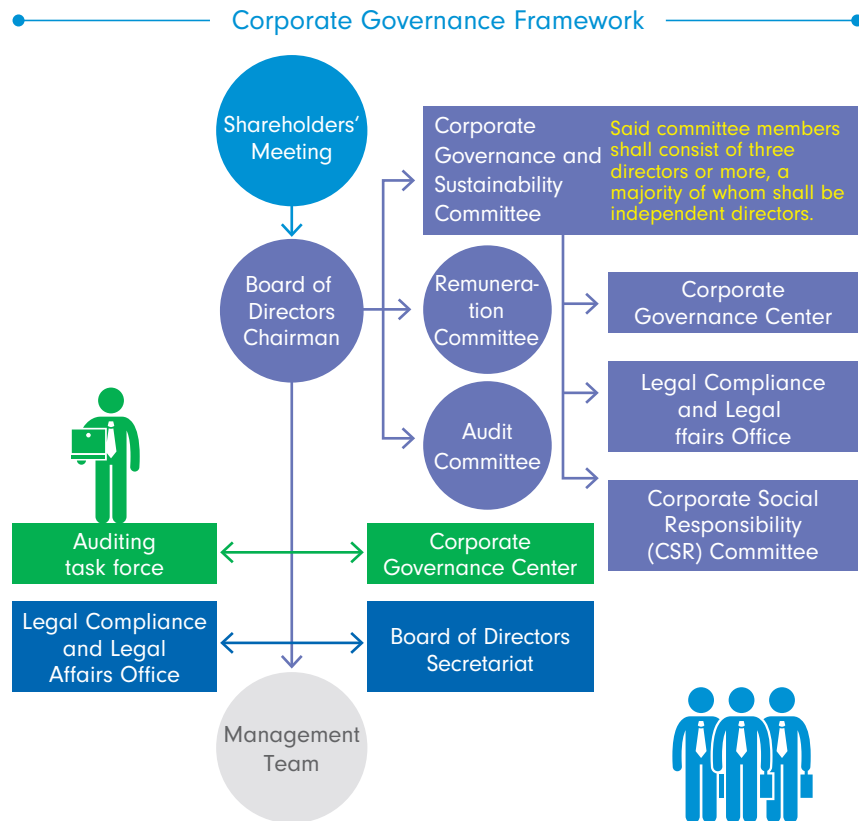 Corporate Governance Framework
Shareholders‘
Meeting
Corporate
Governance and
Sustainability
Committee
Said committee members
shall consist of three
directors or more, a
majority of whom shall be
independent directors.
Board of
Directors
Chairman
Remunera-
tion
Committee
Corporate
Governance Center
Legal Compliance
and Legal
ffairs Office
Audit
Committee
Corporate Social
Responsibility
(CSR) Committee
Auditing
task force
Corporate
Governance Center
Legal Compliance
and Legal
Affairs Office
Board of Directors
Secretariat
Management
Team